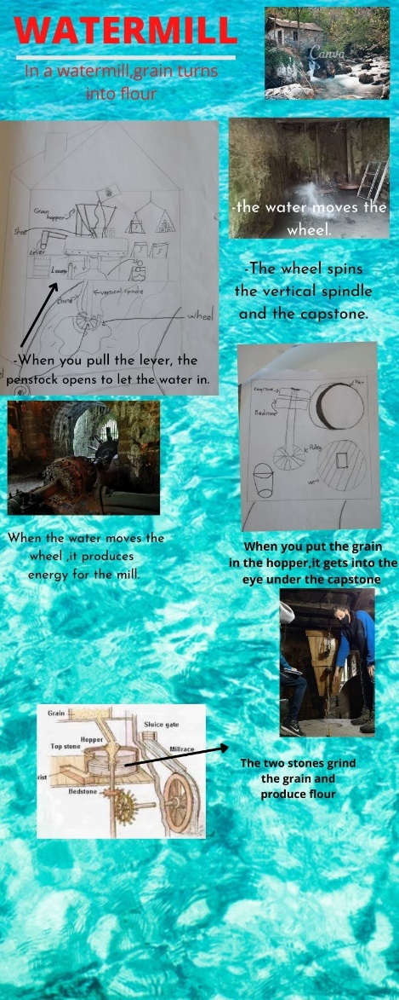 WATERMILL
In a watermill,grain turns
into flour
Canva
Grain
hopper
Shoe
Lever
vertical spindle
wheel
-When you pull the lever, the
penstock opens to let the water in.
-the water moves the
wheel.
-The wheel spins
the vertical spindle
and the capstone.
Pulley
When the water moves the
wheel ,it produces
energy for the mill.
When you put the grain
in the hopper,it gets into the
eye under the capstone
Grain
Sluice gate
Hopper
Top stone
Millrace
rist
Bedstone
The two stones grind
the grain and
produce flour